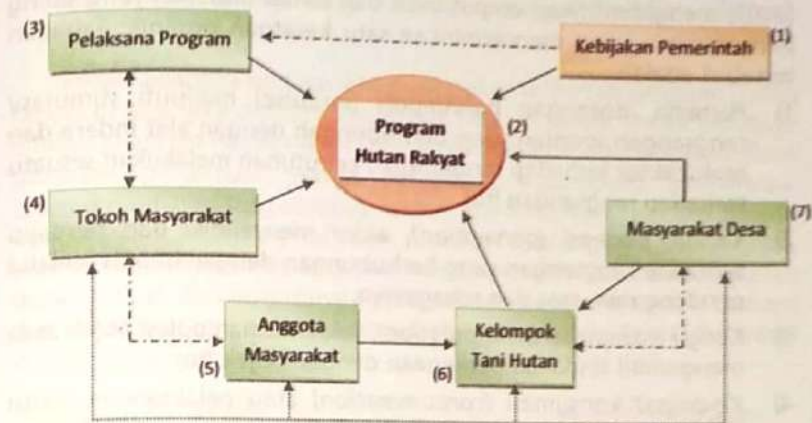 (3)
Pelaksana Program
Kebijakan Pemerintah
(1)
Program
Hutan Rakyat
(2)
(4)
Tokoh Masyarakat
Masyarakat Desa
(7)
Anggota
Masyarakat
(5)
Kelompok
Tani Hutan
(6)